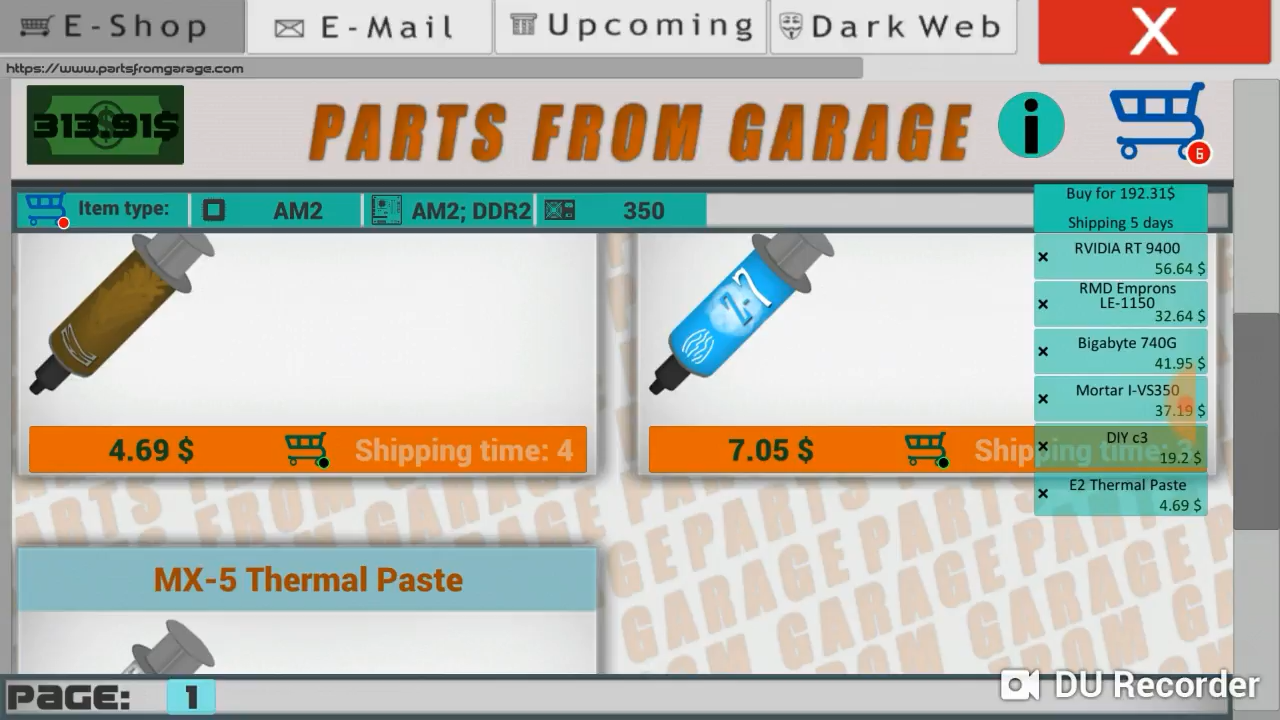 E-Shop
E-Mail
Upcoming
Dark Web
X
https://www.partsfromgarage.com
313,91$
PARTS FROM GARAGE
i
6
Item type:
AM2
AM2; DDR2
350
Buy for 192.31$
Shipping 5 days
RVIDIA RT 9400
56.64 $
RMD Emprons
LE-1150
32.64 $
Bigabyte 740G
41.95 $
Mortar I-VS350
37.19 $
DIY c3
19.2 $
E2 Thermal Paste
4.69 $
Z-7
4.69 $
Shipping time: 4
7.05 $
Shipping time:
MX-5 Thermal Paste
PAGE:
1
DU Recorder